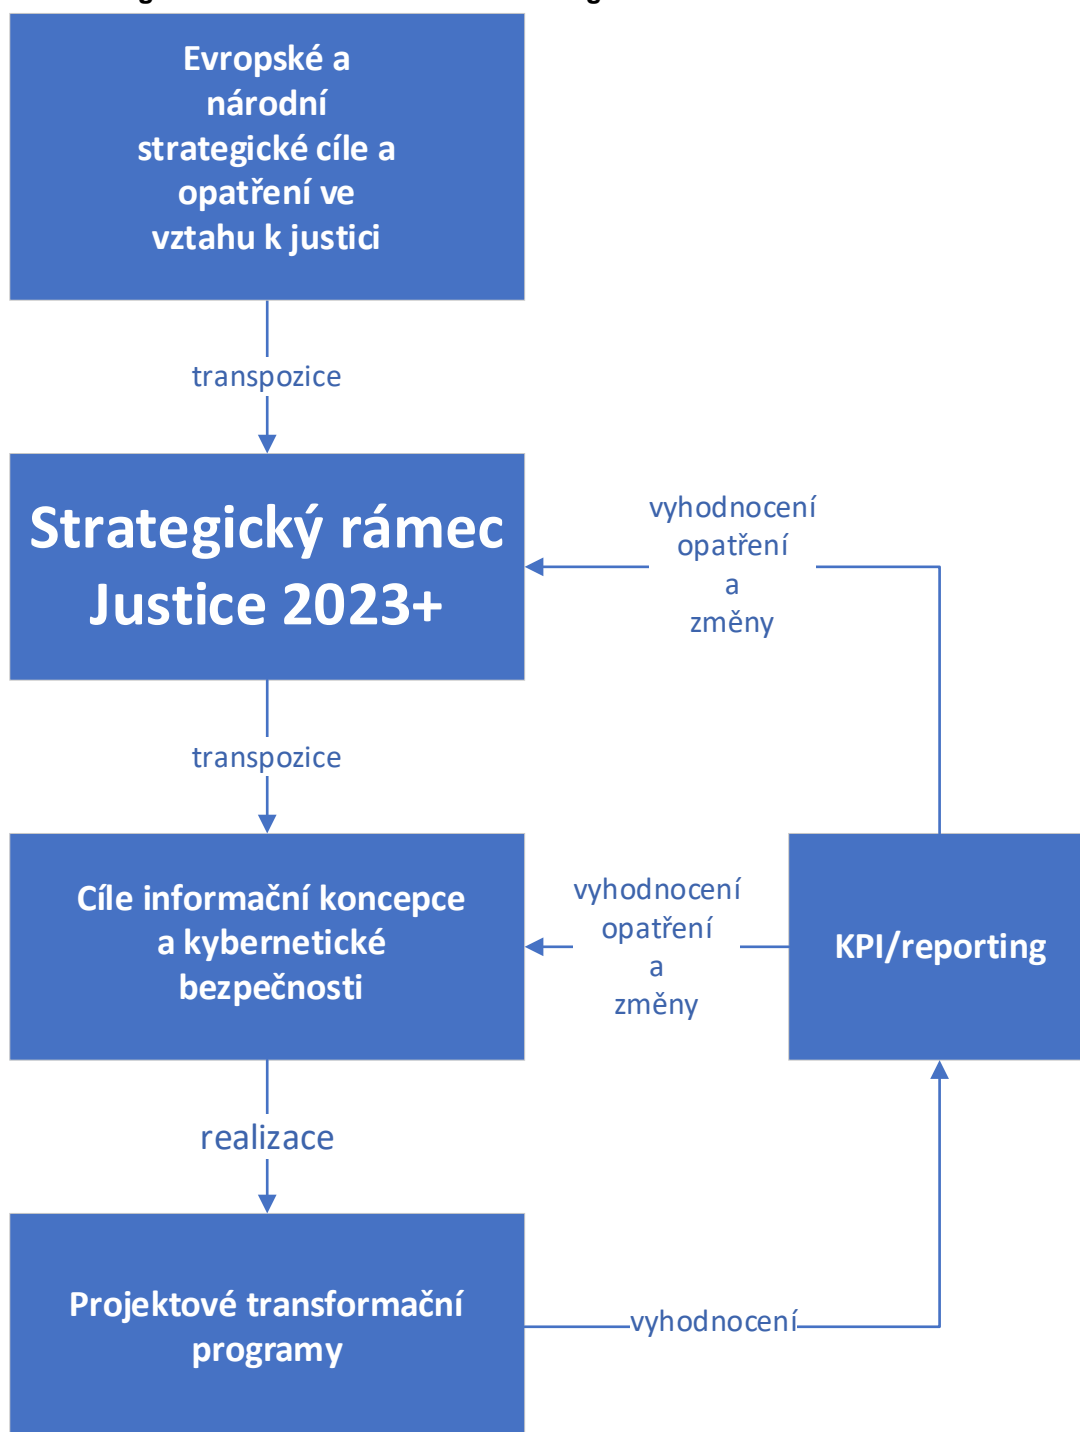 Evropské a
národní
strategické cíle a
opatření ve
vztahu k justici
transpozice
Strategický rámec
Justice 2023+
vyhodnocení
opatření
a
změny
transpozice
Cíle informační koncepce
a kybernetické
bezpečnosti
vyhodnocení
opatření
a
změny
KPI/reporting
realizace
Projektové transformační
programy
vyhodnocení